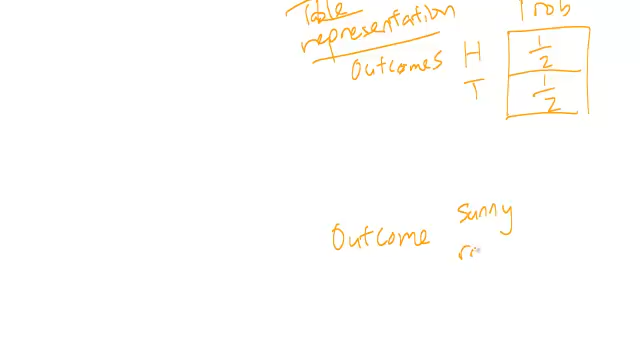 Table
representation
Prob
Outcomes H 1/2
T 1/2
Outcome sunny